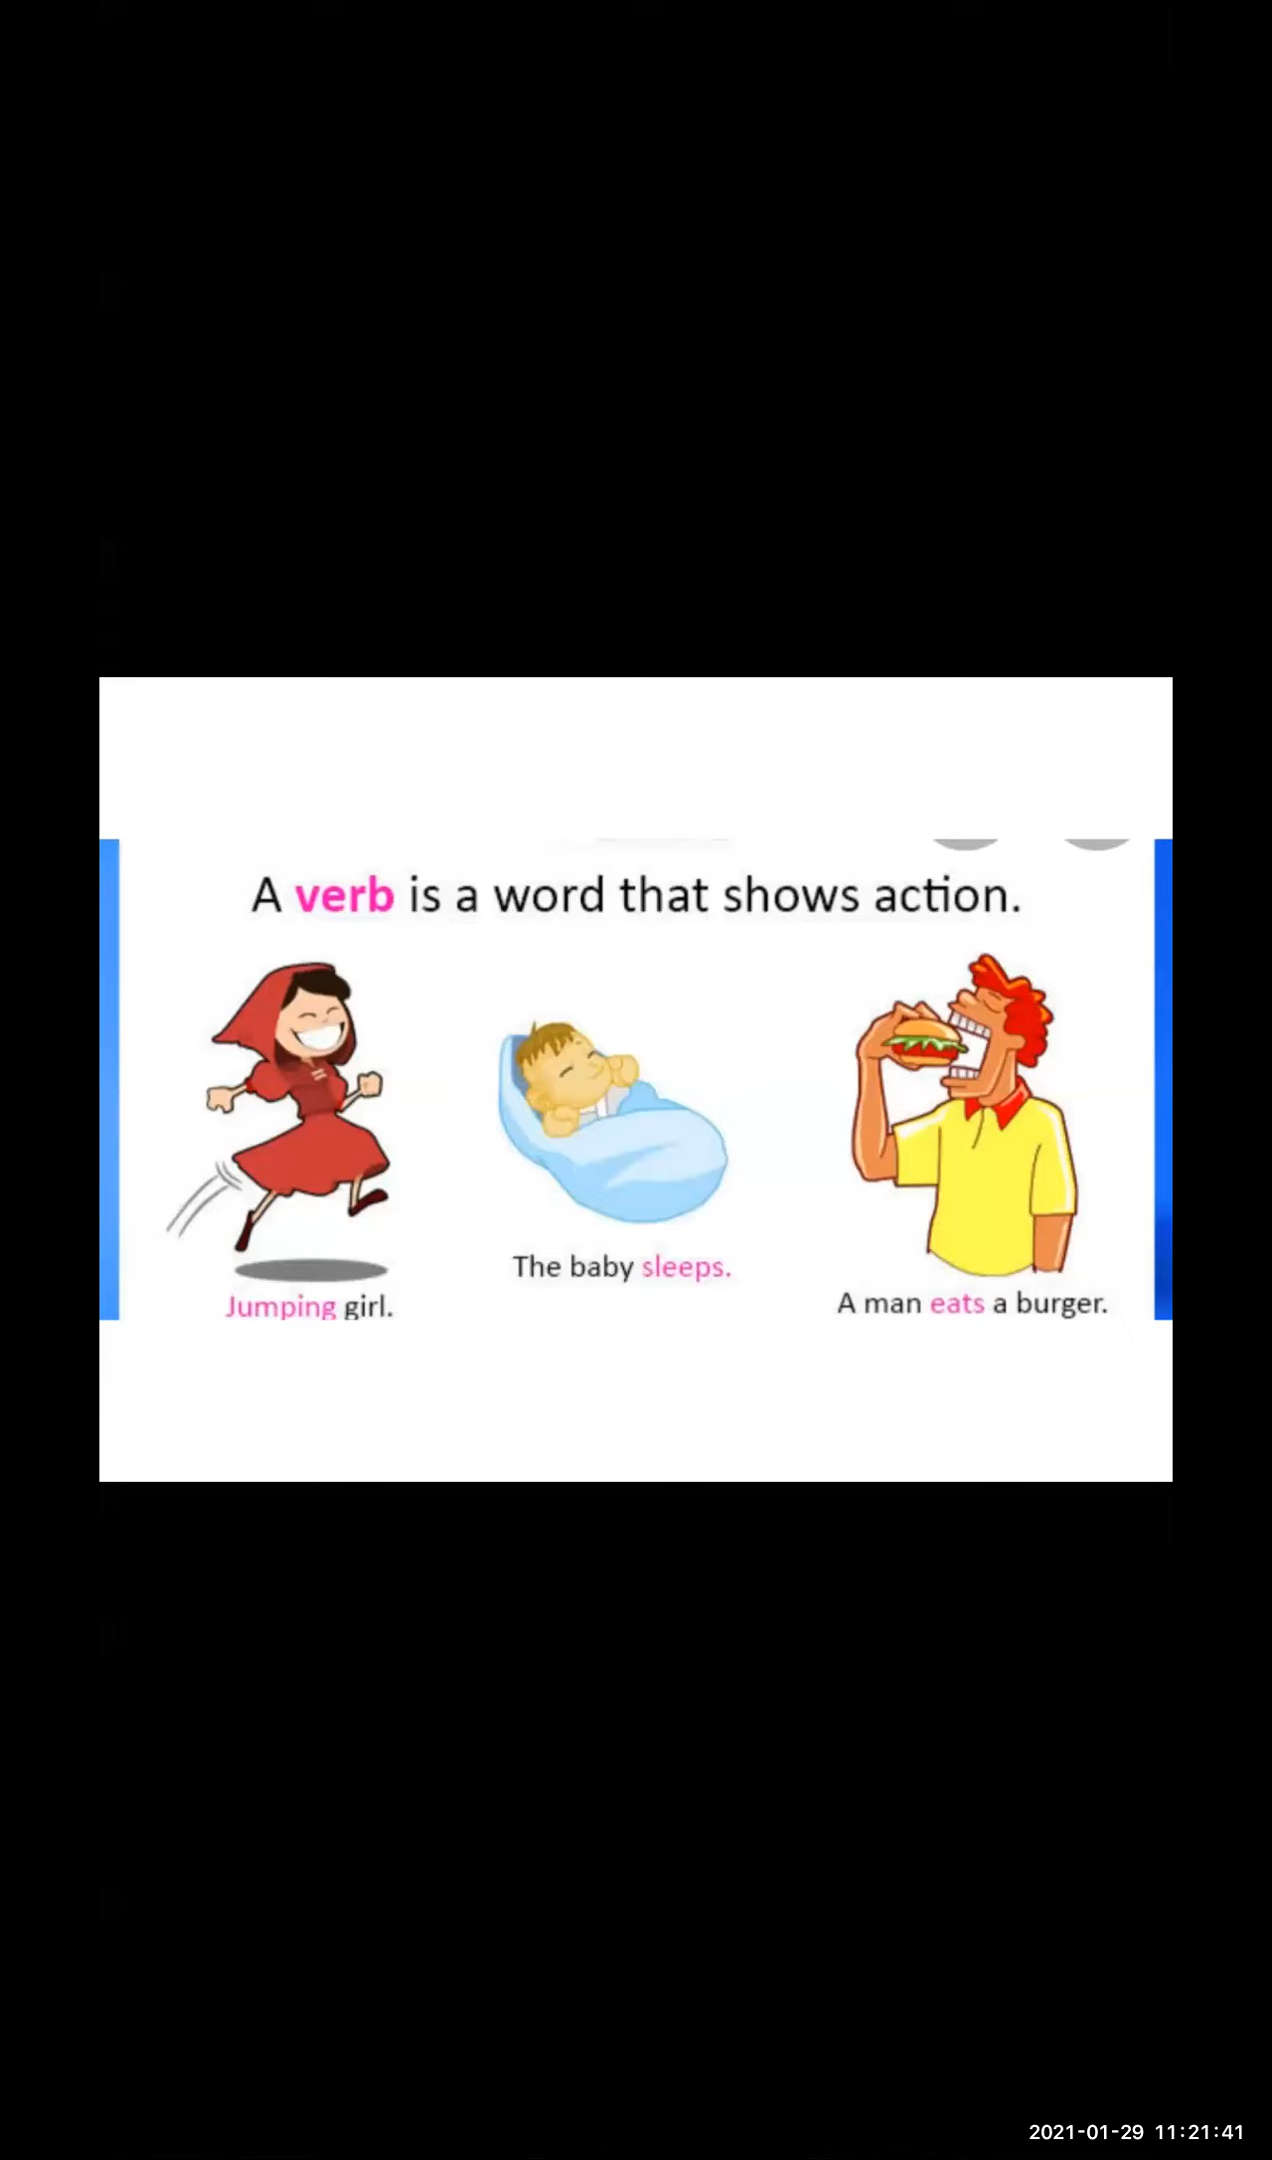 A verb is a word that shows action.
The baby sleeps.
Jumping girl.
A man eats a burger.
2021-01-29 11:21:41